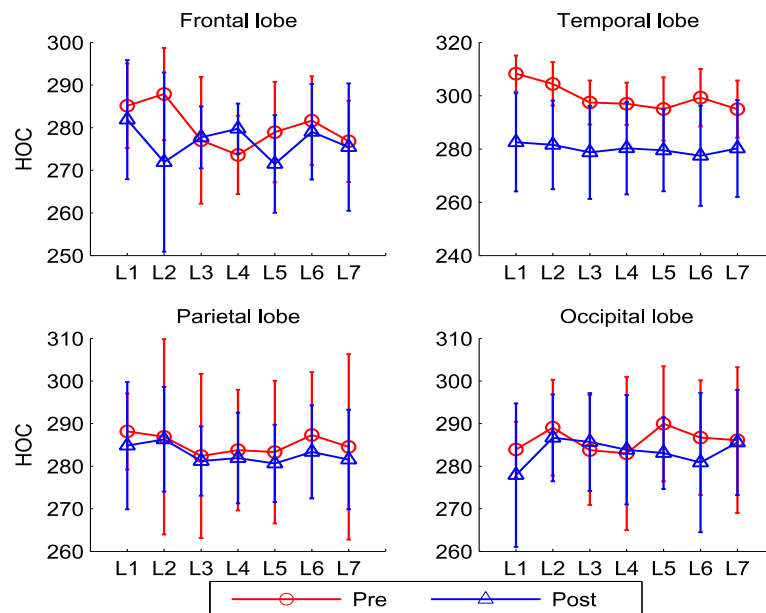 Frontal lobe
300
290
280
270
260
250
HOC
L1 L2 L3 L4 L5 L6 L7
Temporal lobe
320
300
280
260
240
L1 L2 L3 L4 L5 L6 L7
Parietal lobe
310
300
290
280
270
260
HOC
L1 L2 L3 L4 L5 L6 L7
Occipital lobe
310
300
290
280
270
260
L1 L2 L3 L4 L5 L6 L7
Pre Post